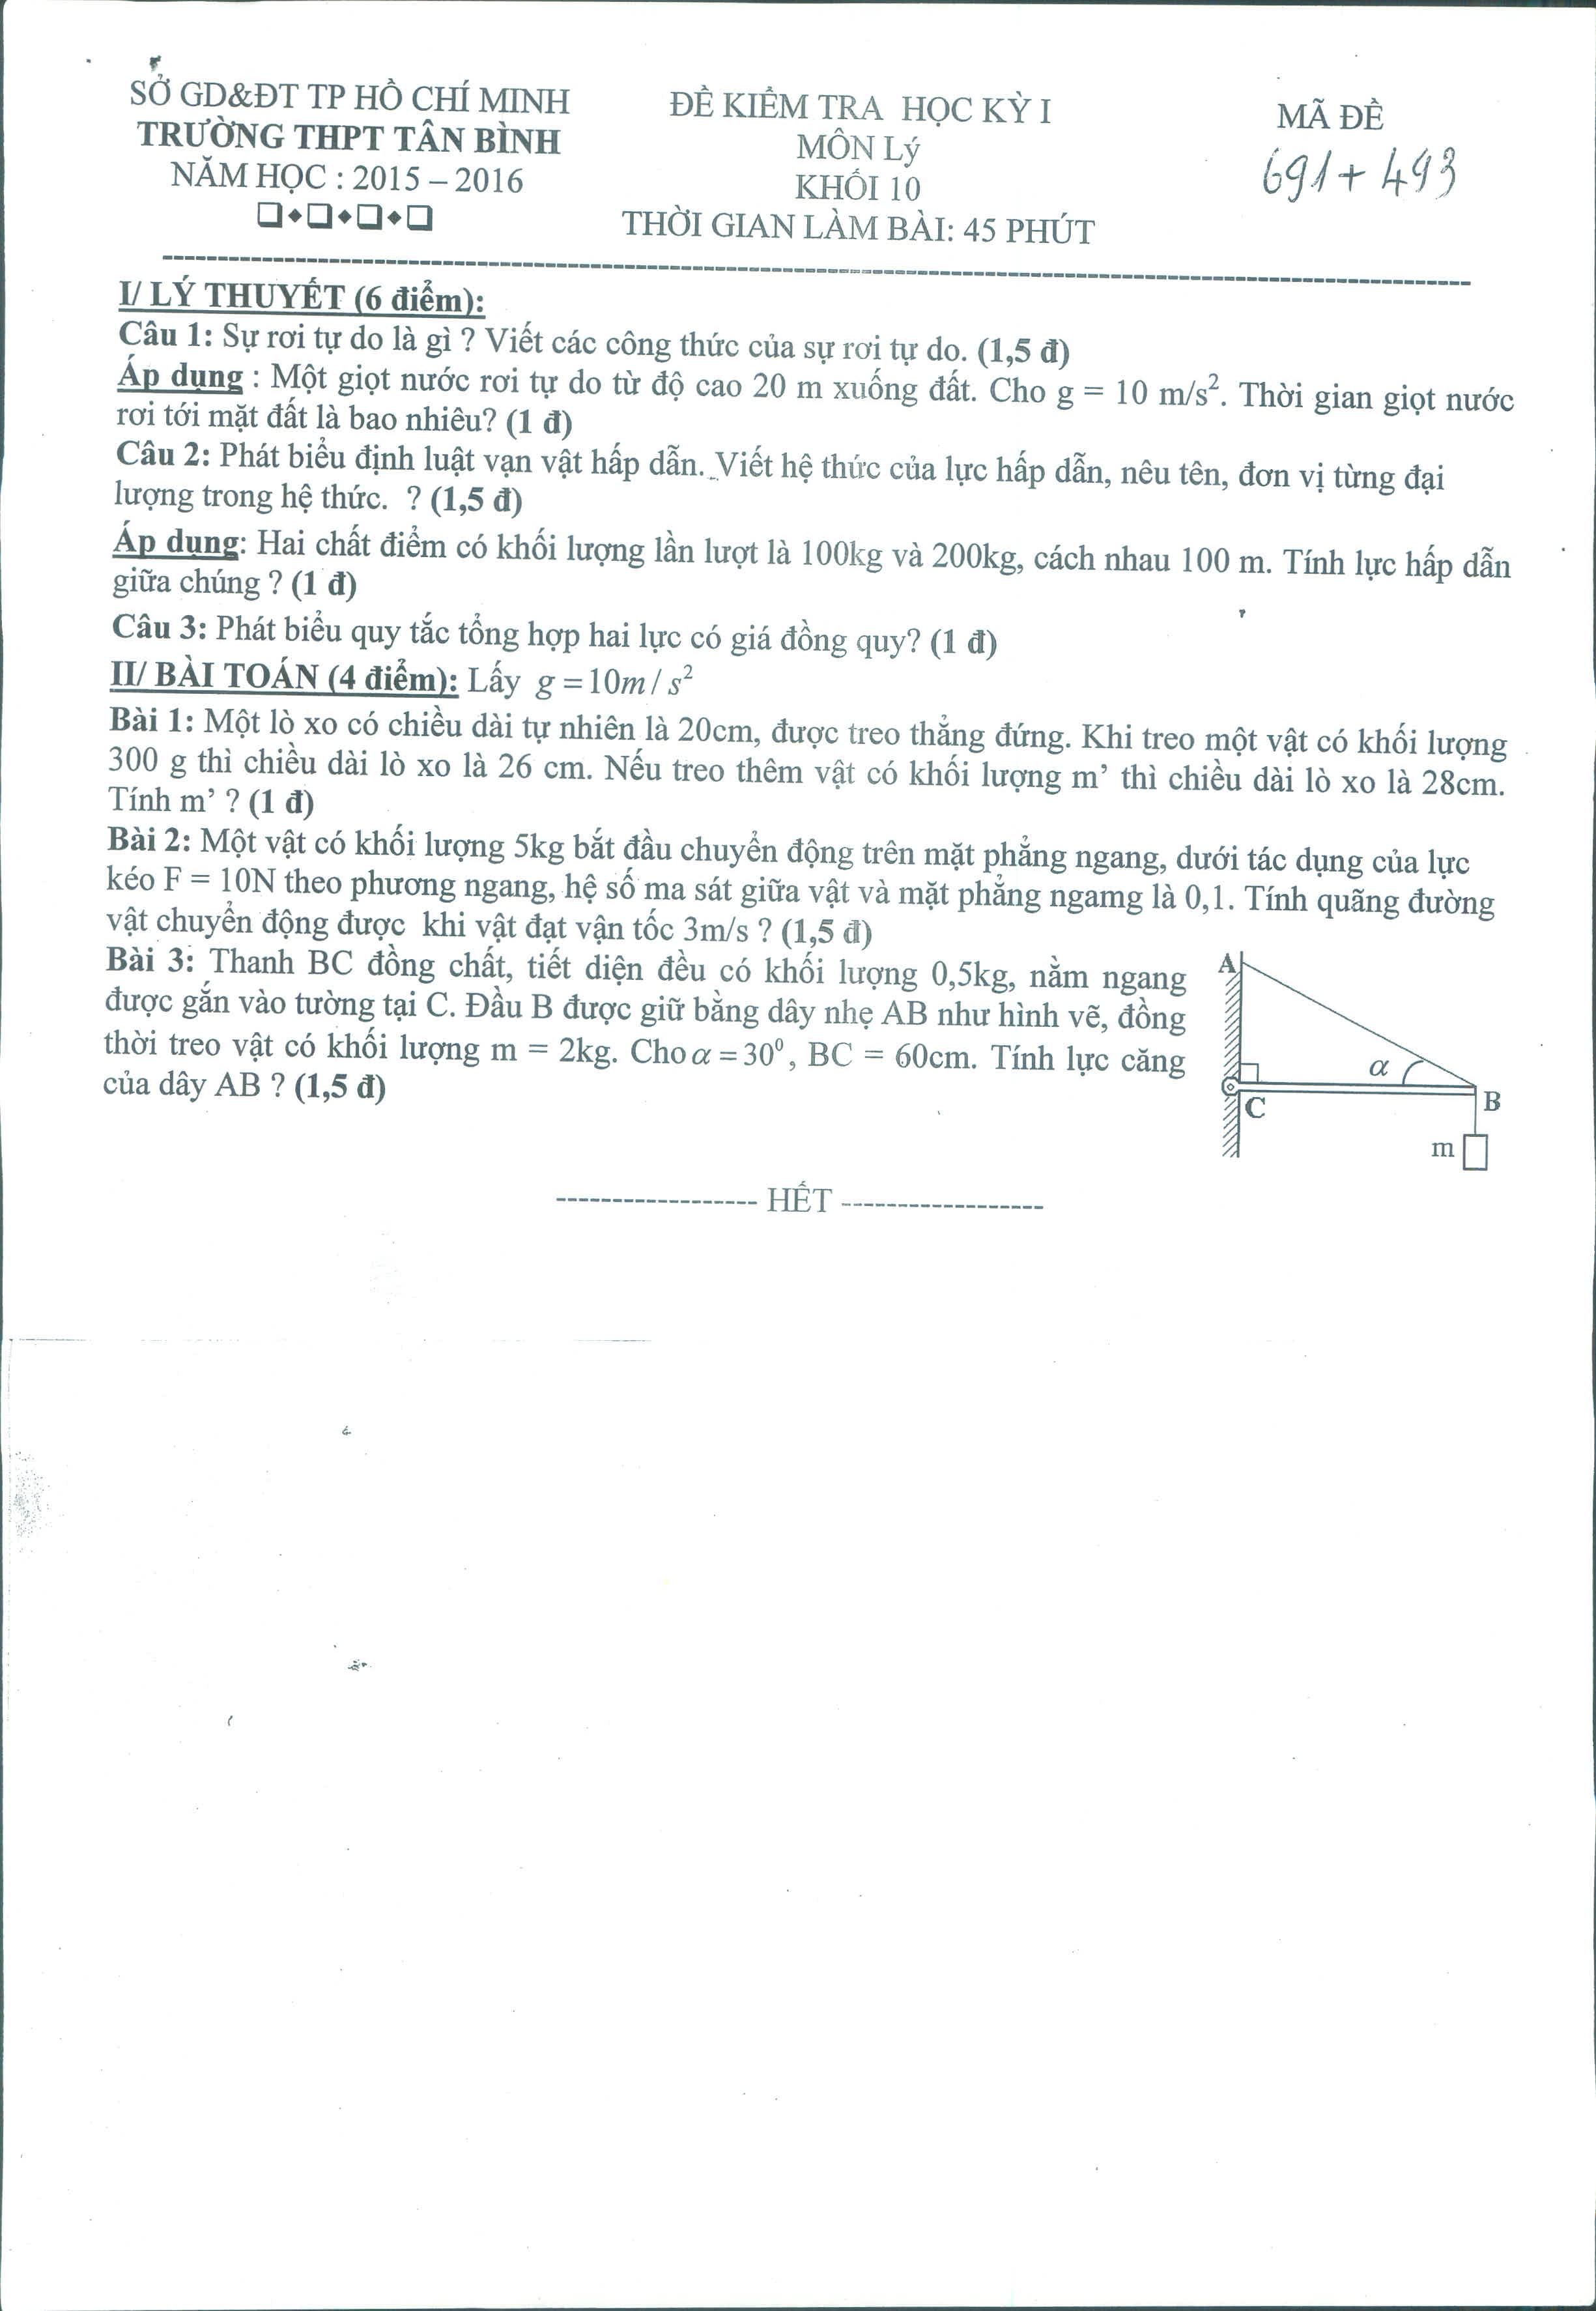 SỞ GD&ĐT TP HỒ CHÍ MINH
TRƯỜNG THPT TÂN BÌNH
NĂM HỌC : 2015 – 2016
ĐỀ KIỂM TRA HỌC KỲ I
MÔN Lý
KHỐI 10
THỜI GIAN LÀM BÀI: 45 PHÚT
MÃ ĐỀ
691 + 493
I/ LÝ THUYẾT (6 điểm):
Câu 1: Sự rơi tự do là gì ? Viết các công thức của sự rơi tự do. (1,5 đ)
Áp dụng : Một giọt nước rơi tự do từ độ cao 20 m xuống đất. Cho g = 10 m/s². Thời gian giọt nước
rơi tới mặt đất là bao nhiêu? (1 đ)
Câu 2: Phát biểu định luật vạn vật hấp dẫn. Viết hệ thức của lực hấp dẫn, nêu tên, đơn vị từng đại
lượng trong hệ thức. ? (1,5 đ)
Áp dụng: Hai chất điểm có khối lượng lần lượt là 100kg và 200kg, cách nhau 100 m. Tính lực hấp dẫn
giữa chúng ? (1 đ)
Câu 3: Phát biểu quy tắc tổng hợp hai lực có giá đồng quy? (1 đ)
II/ BÀI TOÁN (4 điểm): Lấy g = 10m / s²
Bài 1: Một lò xo có chiều dài tự nhiên là 20cm, được treo thẳng đứng. Khi treo một vật có khối lượng
300 g thì chiều dài lò xo là 26 cm. Nếu treo thêm vật có khối lượng m’ thì chiều dài lò xo là 28cm.
Tính m’ ? (1 đ)
Bài 2: Một vật có khối lượng 5kg bắt đầu chuyển động trên mặt phẳng ngang, dưới tác dụng của lực
kéo F = 10N theo phương ngang, hệ số ma sát giữa vật và mặt phẳng ngamg là 0,1. Tính quãng đường
vật chuyển động được khi vật đạt vận tốc 3m/s ? (1,5 đ)
Bài 3: Thanh BC đồng chất, tiết diện đều có khối lượng 0,5kg, nằm ngang
được gắn vào tường tại C. Đầu B được giữ bằng dây nhẹ AB như hình vẽ, đồng
thời treo vật có khối lượng m = 2kg. Cho α = 30⁰ , BC = 60cm. Tính lực căng
của dây AB ? (1,5 đ)
A
α
C
B
m
------------------ HẾT ------------------